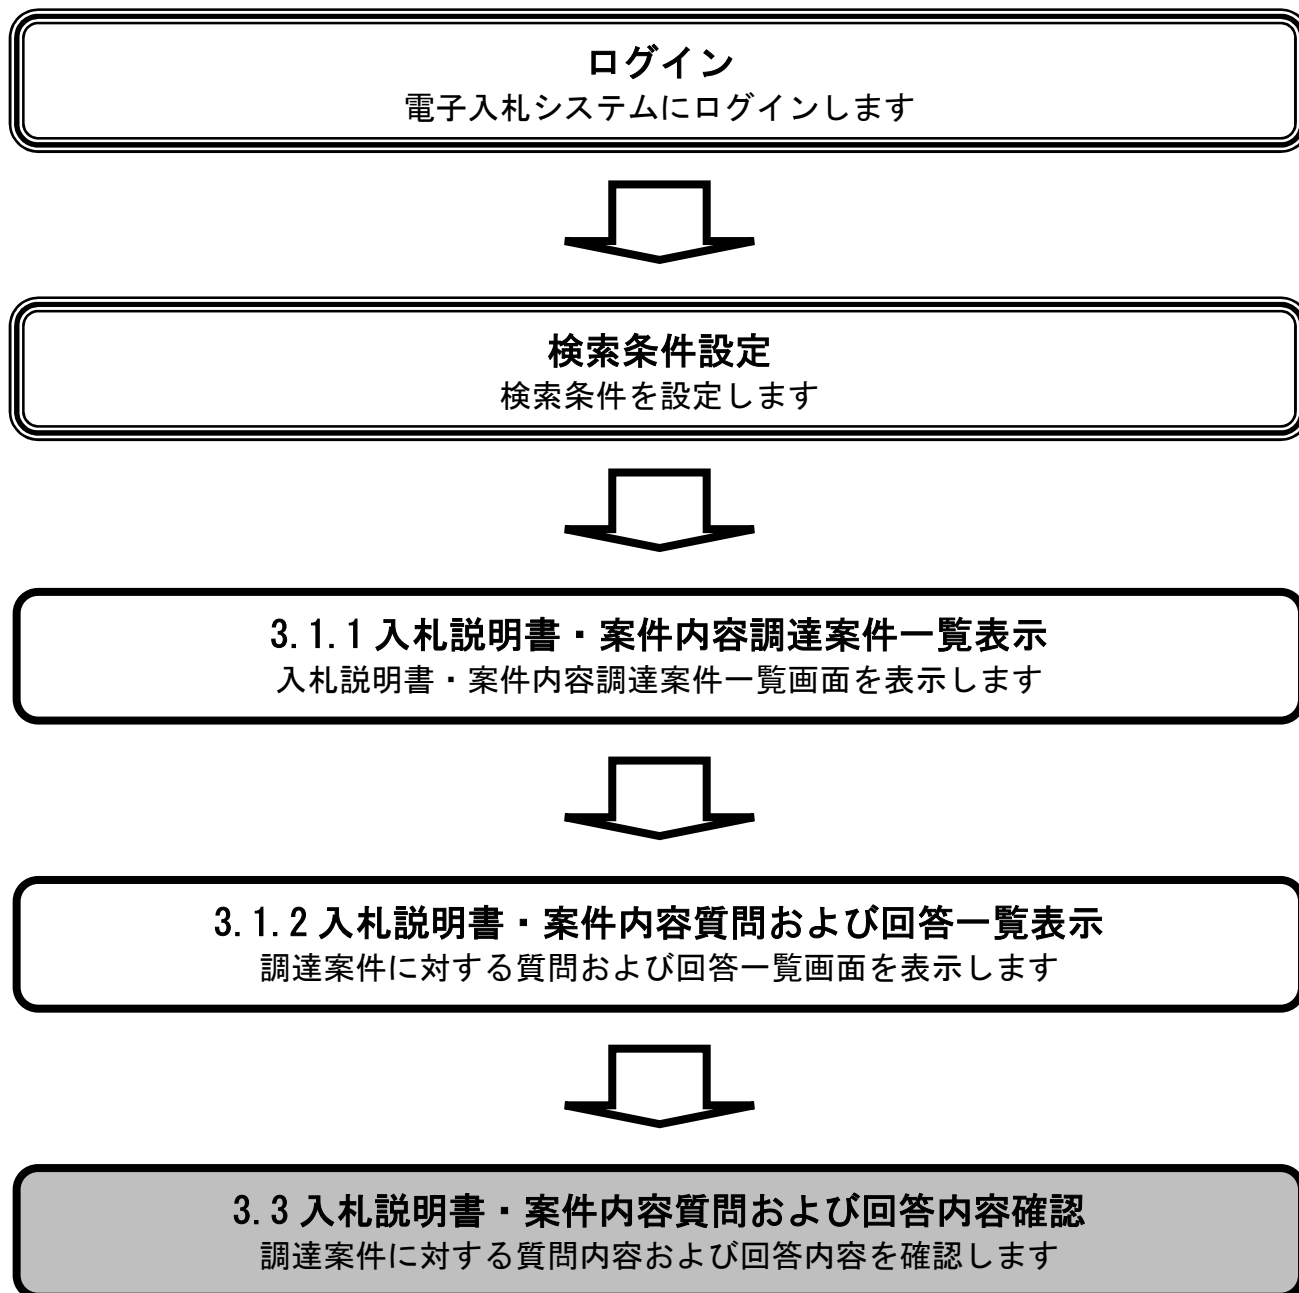 ログイン
電子入札システムにログインします
検索条件設定
検索条件を設定します
3.1.1 入札説明書・案件内容調達案件一覧表示
入札説明書・案件内容調達案件一覧画面を表示します
3.1.2 入札説明書・案件内容質問および回答一覧表示
調達案件に対する質問および回答一覧画面を表示します
3.3 入札説明書・案件内容質問および回答内容確認
調達案件に対する質問内容および回答内容を確認します